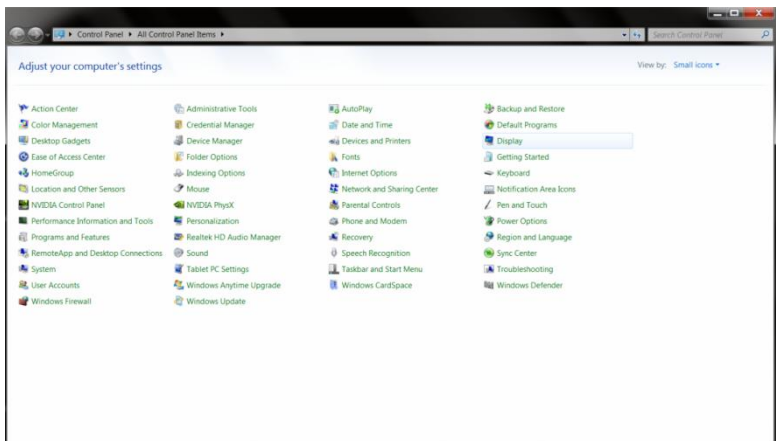 Control Panel ▸ All Control Panel Items ▸ Search Control Panel
Adjust your computer's settings View by: Small icons
Action Center Administrative Tools AutoPlay Backup and Restore
Color Management Credential Manager Date and Time Default Programs
Desktop Gadgets Device Manager Devices and Printers Display
Ease of Access Center Folder Options Fonts Getting Started
HomeGroup Indexing Options Internet Options Keyboard
Location and Other Sensors Mouse Network and Sharing Center Notification Area Icons
NVIDIA Control Panel NVIDIA PhysX Parental Controls Pen and Touch
Performance Information and Tools Personalization Phone and Modem Power Options
Programs and Features Realtek HD Audio Manager Recovery Region and Language
RemoteApp and Desktop Connections Sound Speech Recognition Sync Center
System Tablet PC Settings Taskbar and Start Menu Troubleshooting
User Accounts Windows Anytime Upgrade Windows CardSpace Windows Defender
Windows Firewall Windows Update